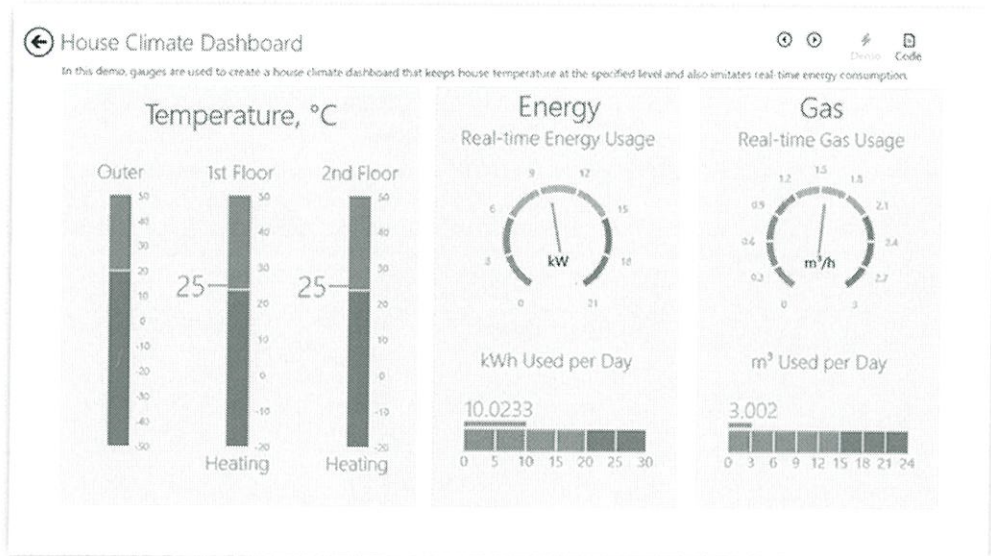 House Climate Dashboard
Demo
Code
In this demo, gauges are used to create a house climate dashboard that keeps house temperature at the specified level and also imitates real-time energy consumption.
Temperature, °C
Outer
50
40
30
20
10
0
-10
-20
-30
-40
-50
1st Floor
50
40
30
20
10
0
-10
-20
25
Heating
2nd Floor
50
40
30
20
10
0
-10
-20
25
Heating
Energy
Real-time Energy Usage
0
3
6
9
12
15
18
21
kW
kWh Used per Day
10.0233
0 5 10 15 20 25 30
Gas
Real-time Gas Usage
0
0.3
0.6
0.9
1.2
1.5
1.8
2.1
2.4
2.7
3
m³/h
m³ Used per Day
3.002
0 3 6 9 12 15 18 21 24